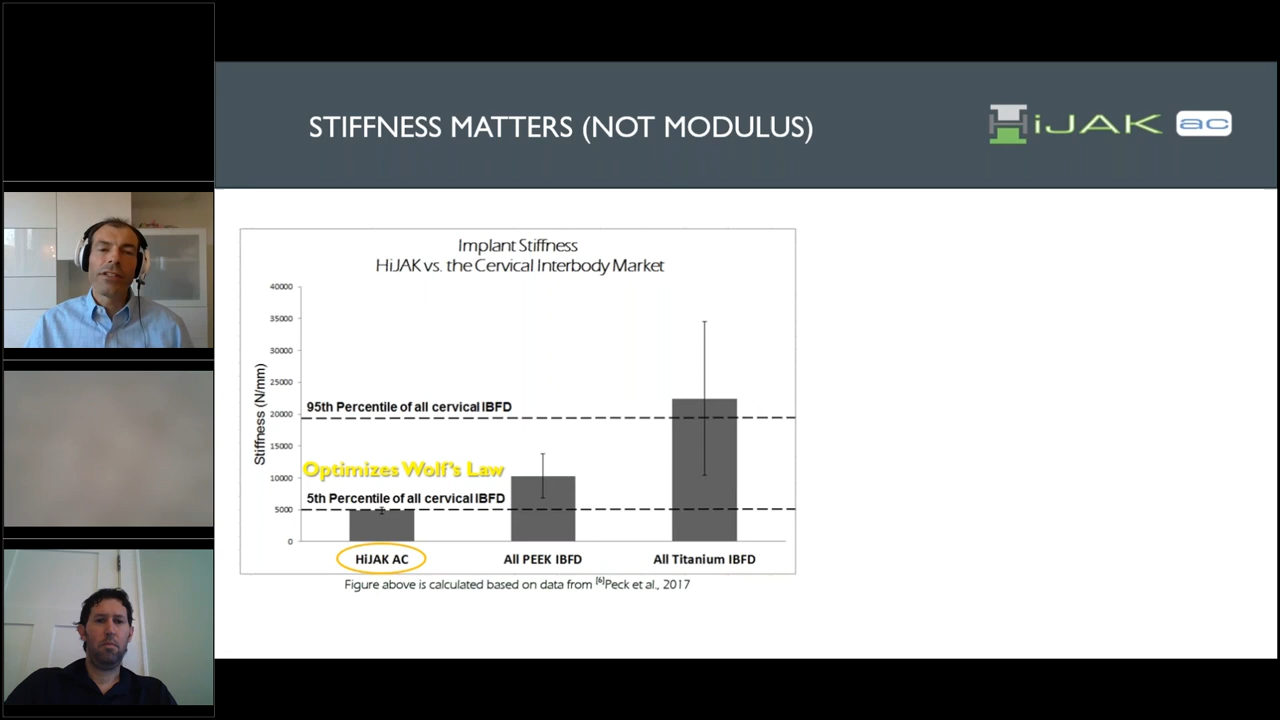 STIFFNESS MATTERS (NOT MODULUS)
HiJAK ac
Implant Stiffness
HiJAK vs. the Cervical Interbody Market
Stiffness (N/mm)
40000
35000
30000
25000
20000
15000
10000
5000
0
95th Percentile of all cervical IBFD
Optimizes Wolf's Law
5th Percentile of all cervical IBFD
HiJAK AC
All PEEK IBFD
All Titanium IBFD
Figure above is calculated based on data from [6]Peck et al., 2017